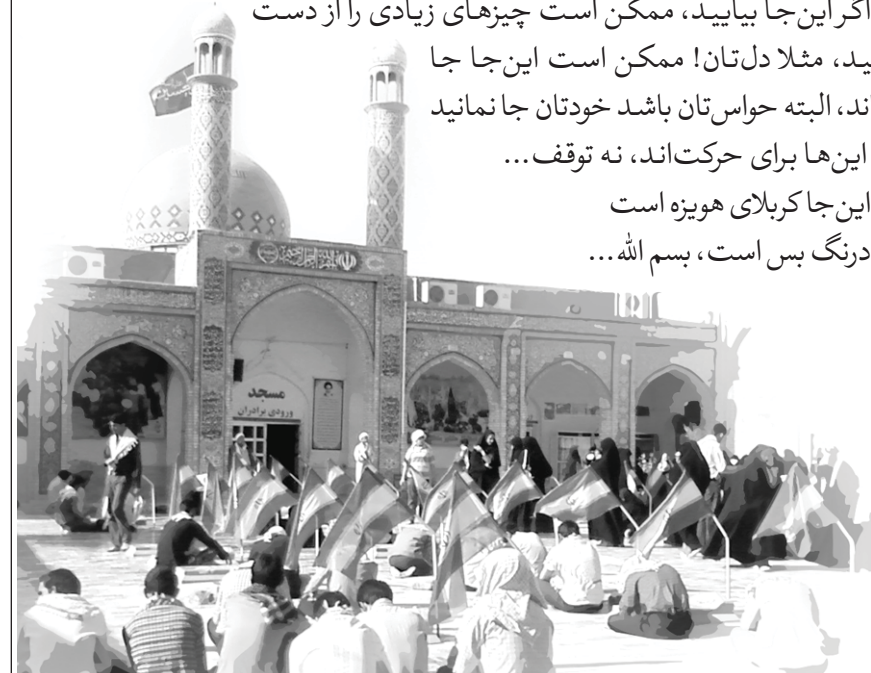 اگر این‌جا بیایید، ممکن است چیزهای زیادی را از دست
ید، مثلا دل‌تان! ممکن است این‌جا جا
ند، البته حواس‌تان باشد خودتان جا نمانید
این‌ها برای حرکت‌اند، نه توقف...
این‌جا کربلای هویزه است
درنگ بس است، بسم الله...
مسجد
ورودی برادران